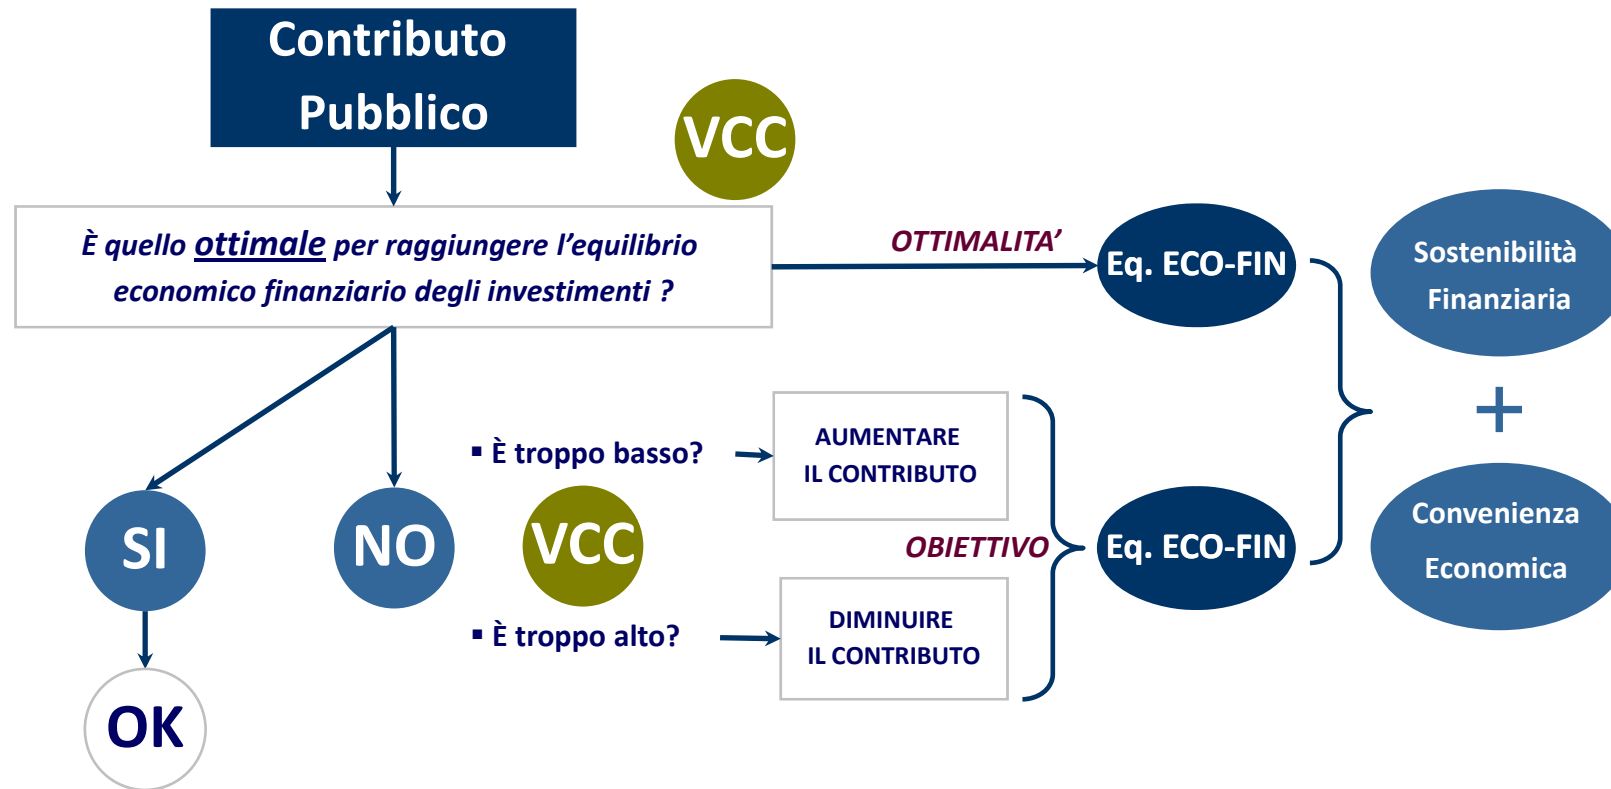 Contributo
Pubblico
VCC
È quello ottimale per raggiungere l’equilibrio
economico finanziario degli investimenti ?
OTTIMALITA’
Eq. ECO-FIN
Sostenibilità
Finanziaria
+
▪ È troppo basso?
AUMENTARE
IL CONTRIBUTO
SI
NO
VCC
OBIETTIVO
Eq. ECO-FIN
Convenienza
Economica
▪ È troppo alto?
DIMINUIRE
IL CONTRIBUTO
OK